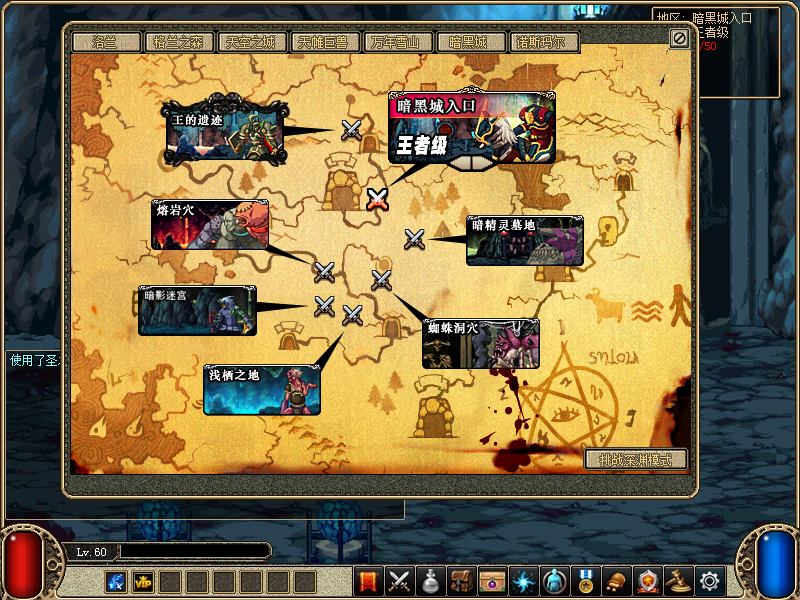 洛兰
格兰之森
天空之城
天帷巨兽
万年雪山
暗黑城
诺斯玛尔
地区：暗黑城入口
王者级
/50
王的遗迹
暗黑城入口
王者级
熔岩穴
暗精灵墓地
暗影迷宫
蜘蛛洞穴
浅栖之地
使用了圣
挑战深渊模式
Lv. 60
VIP